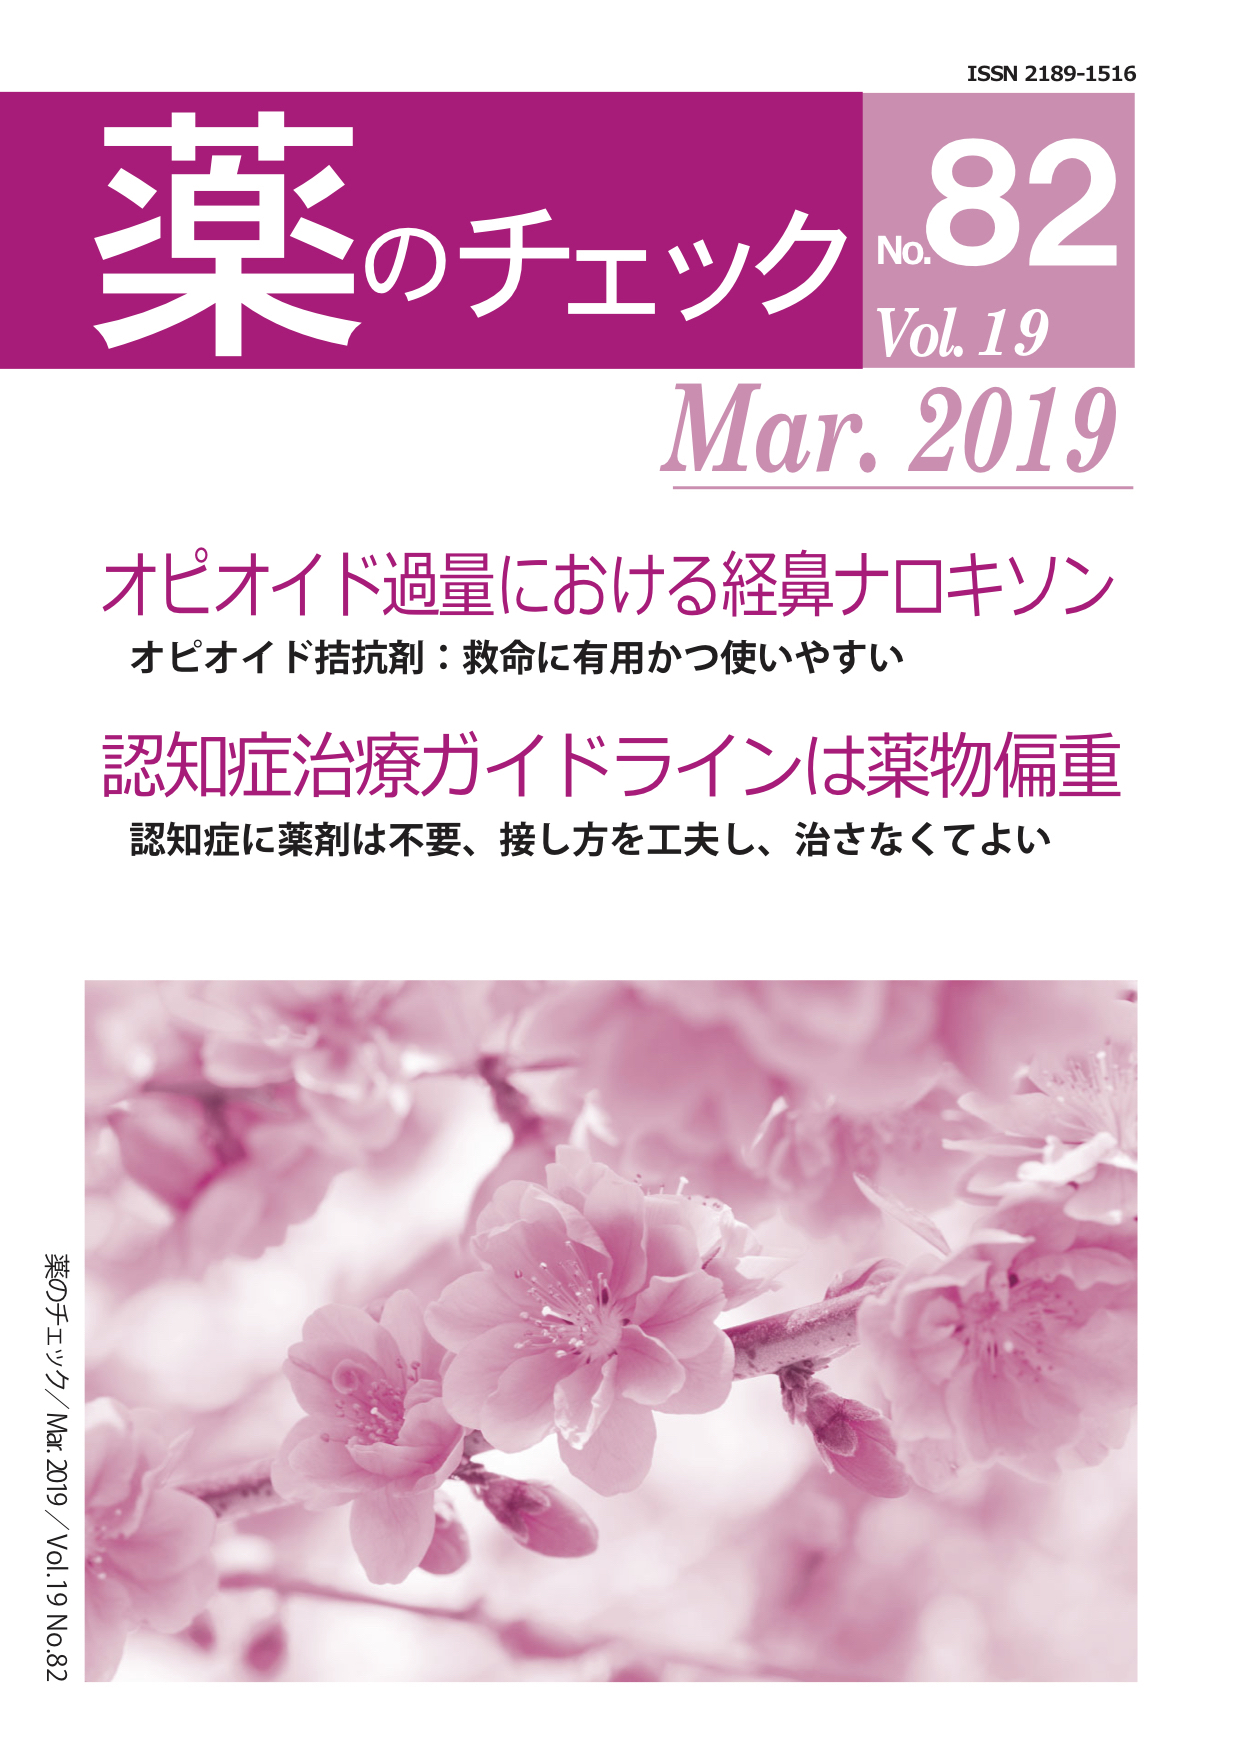 ISSN 2189-1516
薬のチェック
No.82
Vol. 19
Mar. 2019
オピオイド過量における経鼻ナロキソン
オピオイド拮抗剤：救命に有用かつ使いやすい
認知症治療ガイドラインは薬物偏重
認知症に薬剤は不要、接し方を工夫し、治さなくてよい
薬のチェック／Mar. 2019／Vol.19 No.82